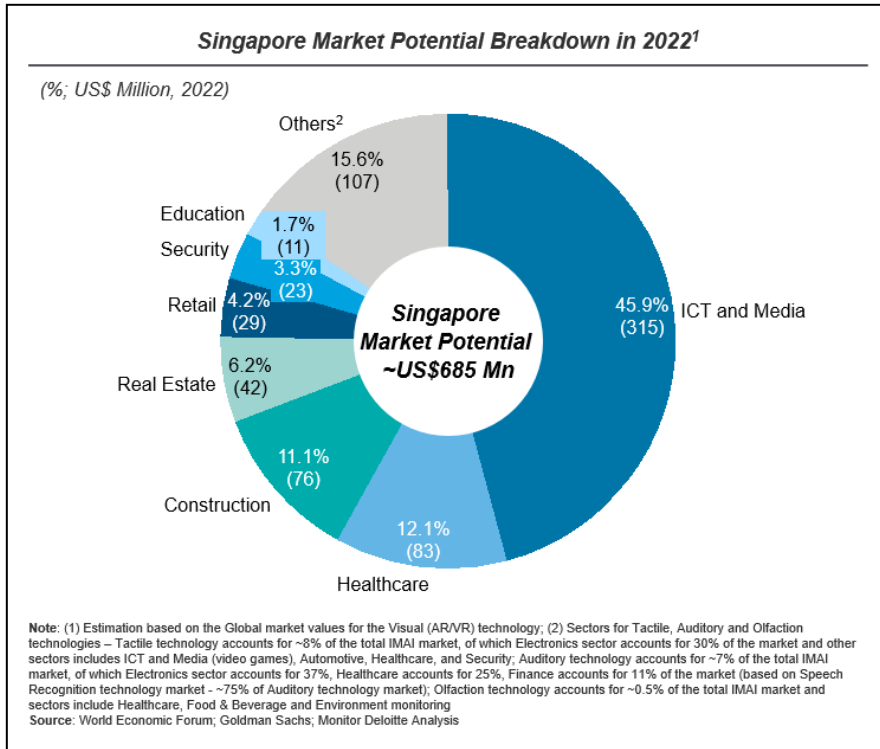 Singapore Market Potential Breakdown in 2022¹
(%; US$ Million, 2022)
Others²
15.6%
(107)
Education
1.7%
(11)
Security
3.3%
(23)
Retail
4.2%
(29)
Real Estate
6.2%
(42)
Construction
11.1%
(76)
Healthcare
12.1%
(83)
45.9%
(315)
ICT and Media
Singapore
Market Potential
~US$685 Mn
Note: (1) Estimation based on the Global market values for the Visual (AR/VR) technology; (2) Sectors for Tactile, Auditory and Olfaction
technologies – Tactile technology accounts for ~8% of the total IMAI market, of which Electronics sector accounts for 30% of the market and other
sectors includes ICT and Media (video games), Automotive, Healthcare, and Security; Auditory technology accounts for ~7% of the total IMAI
market, of which Electronics sector accounts for 37%, Healthcare accounts for 25%, Finance accounts for 11% of the market (based on Speech
Recognition technology market - ~75% of Auditory technology market); Olfaction technology accounts for ~0.5% of the total IMAI market and
sectors include Healthcare, Food & Beverage and Environment monitoring
Source: World Economic Forum; Goldman Sachs; Monitor Deloitte Analysis